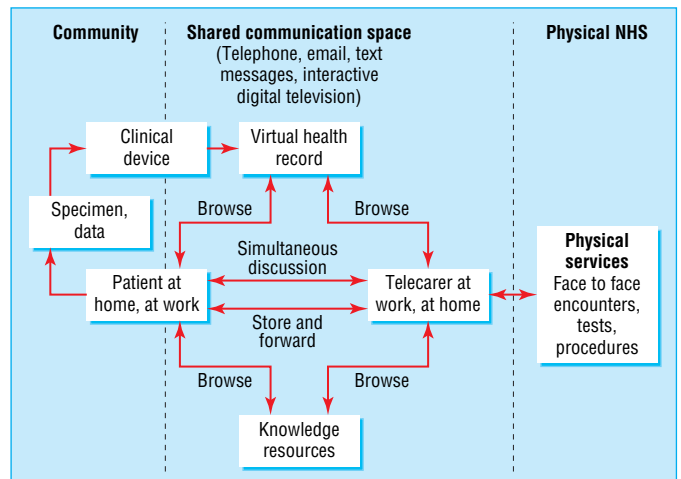 Community
Shared communication space
(Telephone, email, text
messages, interactive
digital television)
Physical NHS
Clinical
device
Virtual health
record
Specimen,
data
Browse
Browse
Simultaneous
discussion
Patient at
home, at work
Telecarer at
work, at home
Physical
services
Face to face
encounters,
tests,
procedures
Store and
forward
Browse
Browse
Knowledge
resources